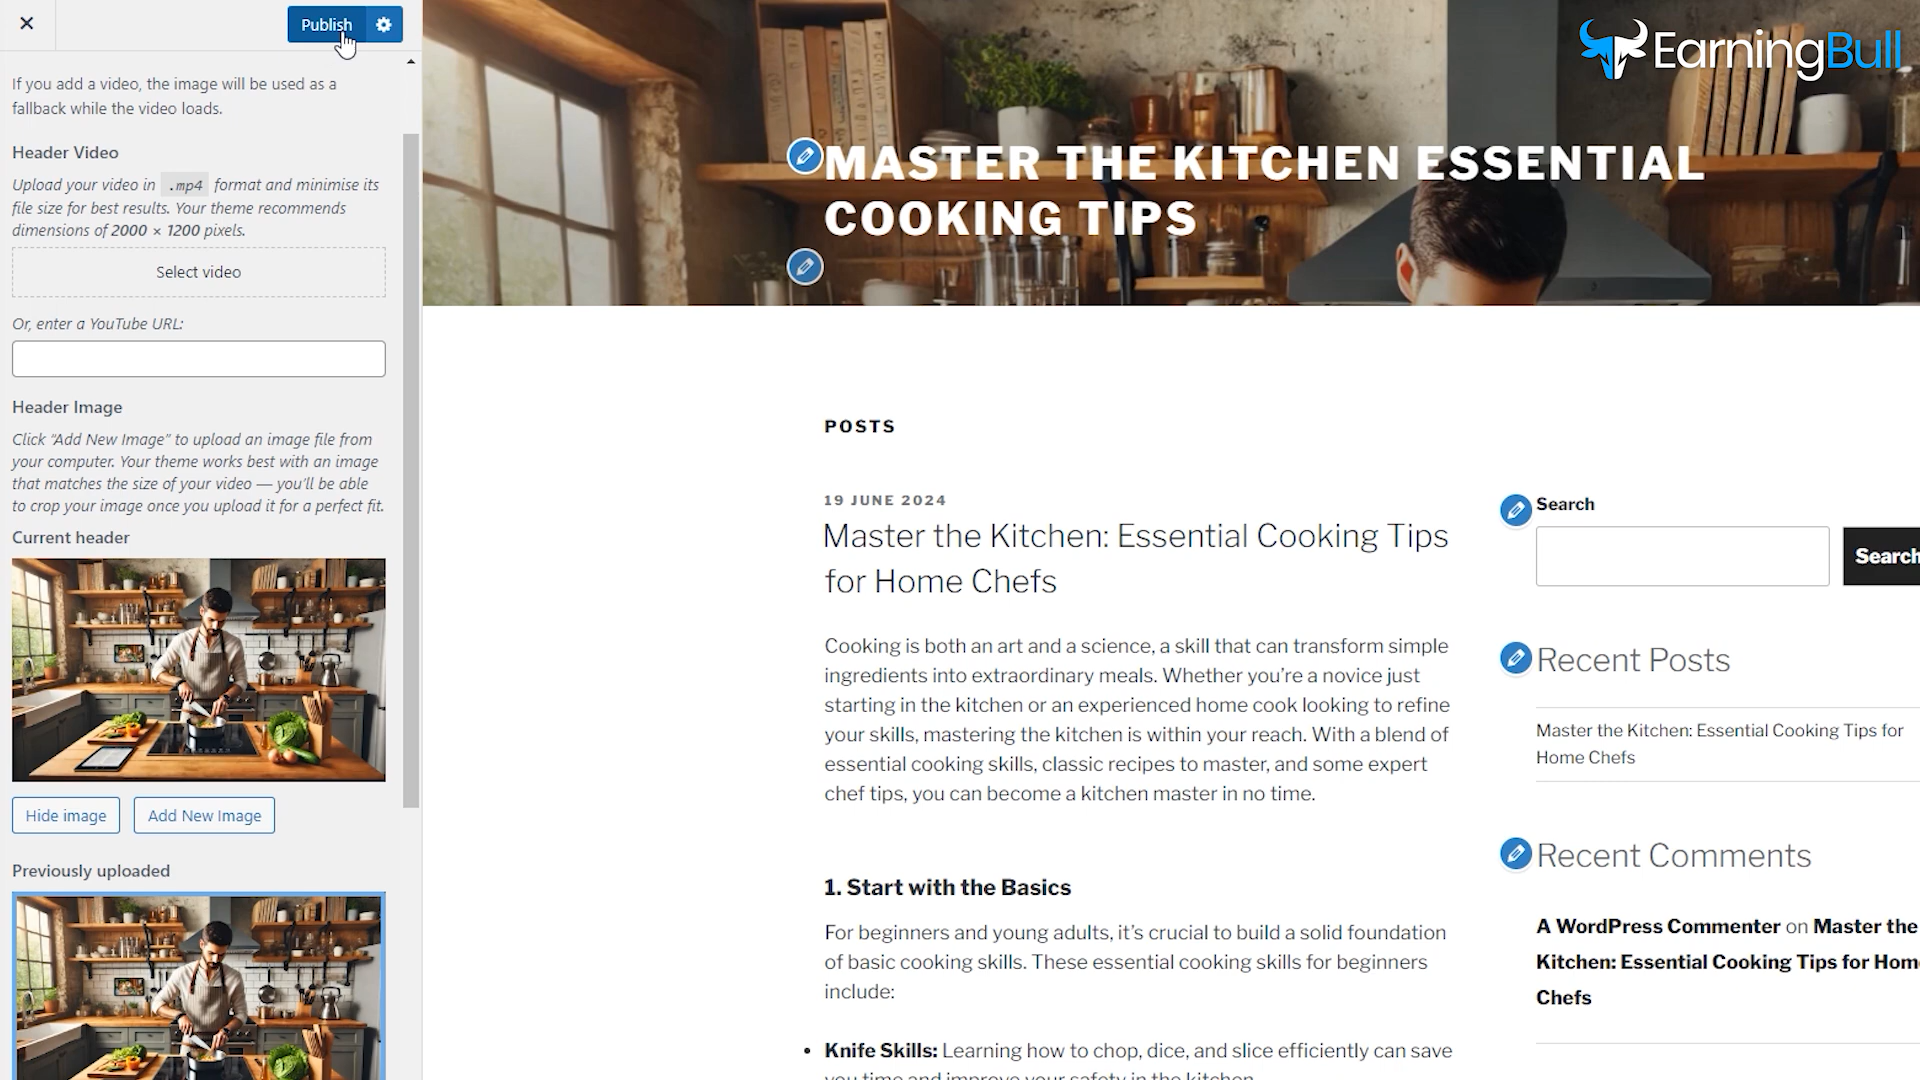 Publish
If you add a video, the image will be used as a
fallback while the video loads.
Header Video
Upload your video in .mp4 format and minimise its
file size for best results. Your theme recommends
dimensions of 2000 × 1200 pixels.
Select video
Or, enter a YouTube URL:
Header Image
Click “Add New Image” to upload an image file from
your computer. Your theme works best with an image
that matches the size of your video — you’ll be able
to crop your image once you upload it for a perfect fit.
Current header
Hide image
Add New Image
Previously uploaded
EarningBull
MASTER THE KITCHEN ESSENTIAL
COOKING TIPS
POSTS
19 JUNE 2024
Master the Kitchen: Essential Cooking Tips
for Home Chefs
Cooking is both an art and a science, a skill that can transform simple
ingredients into extraordinary meals. Whether you’re a novice just
starting in the kitchen or an experienced home cook looking to refine
your skills, mastering the kitchen is within your reach. With a blend of
essential cooking skills, classic recipes to master, and some expert
chef tips, you can become a kitchen master in no time.
1. Start with the Basics
For beginners and young adults, it’s crucial to build a solid foundation
of basic cooking skills. These essential cooking skills for beginners
include:
• Knife Skills: Learning how to chop, dice, and slice efficiently can save
you time and improve your safety in the kitchen.
Search
Search
Recent Posts
Master the Kitchen: Essential Cooking Tips for
Home Chefs
Recent Comments
A WordPress Commenter on Master the
Kitchen: Essential Cooking Tips for Hom
Chefs